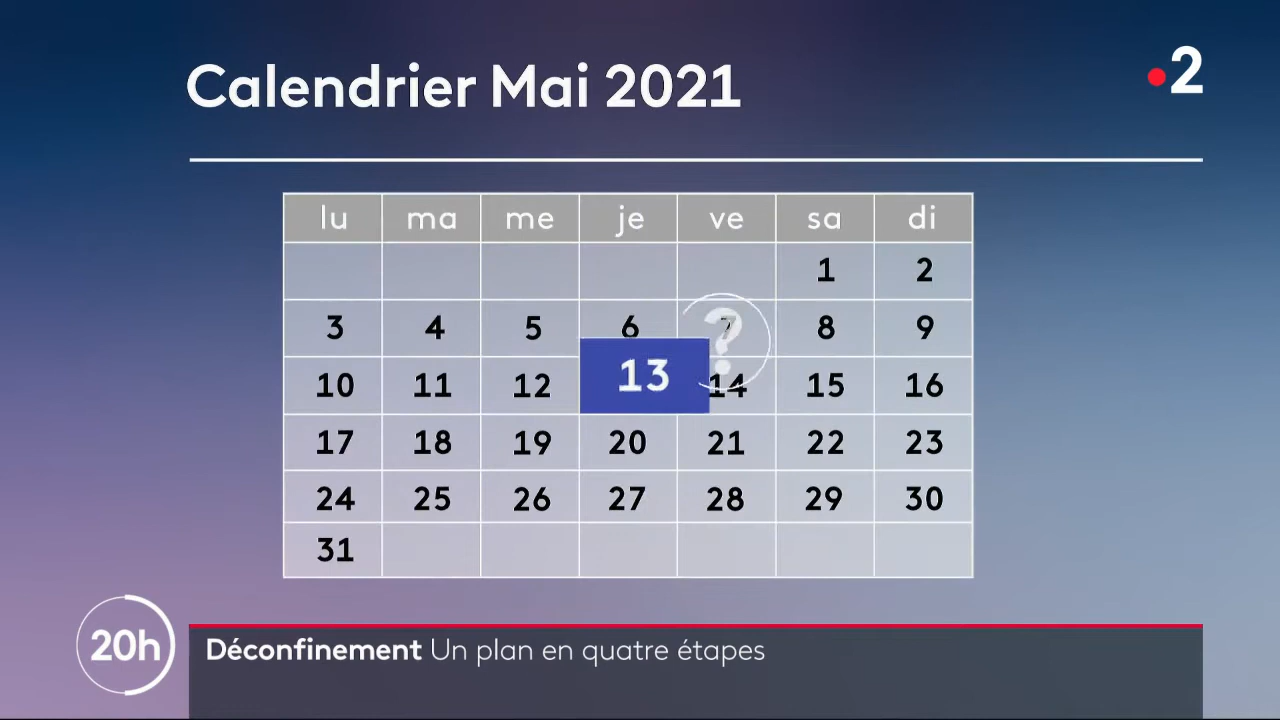 Calendrier Mai 2021
2
lu ma me je ve sa di
1 2
3 4 5 6 7 8 9
?
10 11 12 13 14 15 16
17 18 19 20 21 22 23
24 25 26 27 28 29 30
31
20h
Déconfinement Un plan en quatre étapes